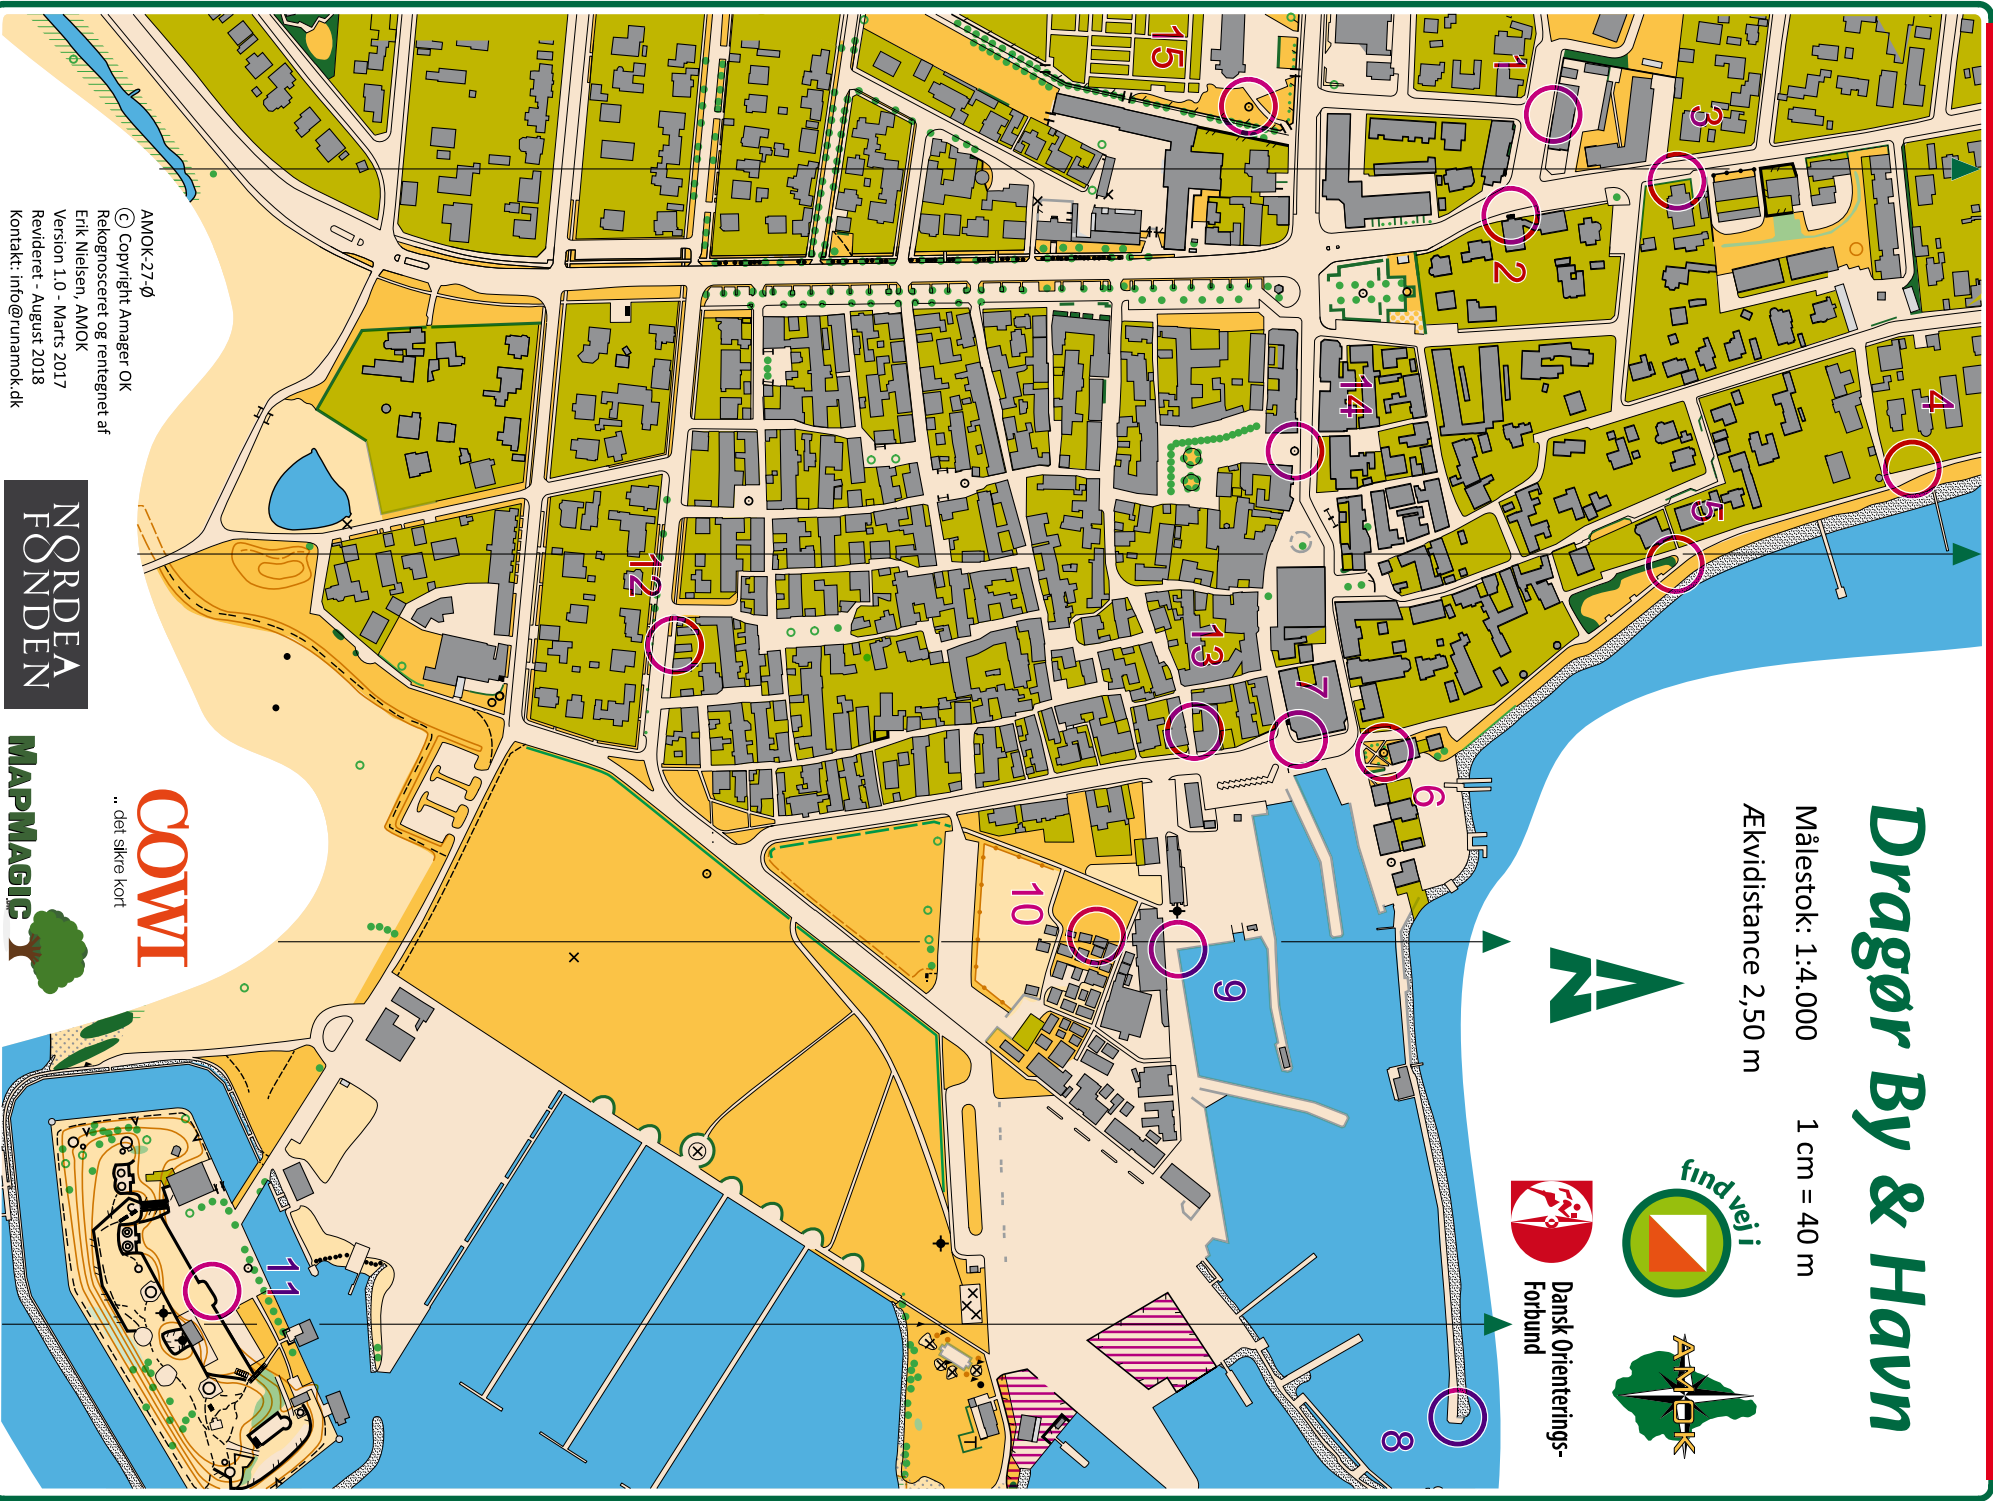 Dragør By & Havn
Målestok: 1:4.000 1 cm = 40 m
Ækvidistance 2,50 m
N
find vej i
Dansk Orienterings-
Forbund
AMOK
1
2
3
4
5
6
7
8
9
10
11
12
13
14
15
AMOK-27-Ø
© Copyright Amager OK
Rekognosceret og rentegnet af
Erik Nielsen, AMOK
Version 1.0 - Marts 2017
Revideret - August 2018
Kontakt: info@runamok.dk
NORDEA
FONDEN
COWI
.. det sikre kort
MAPMAGIC